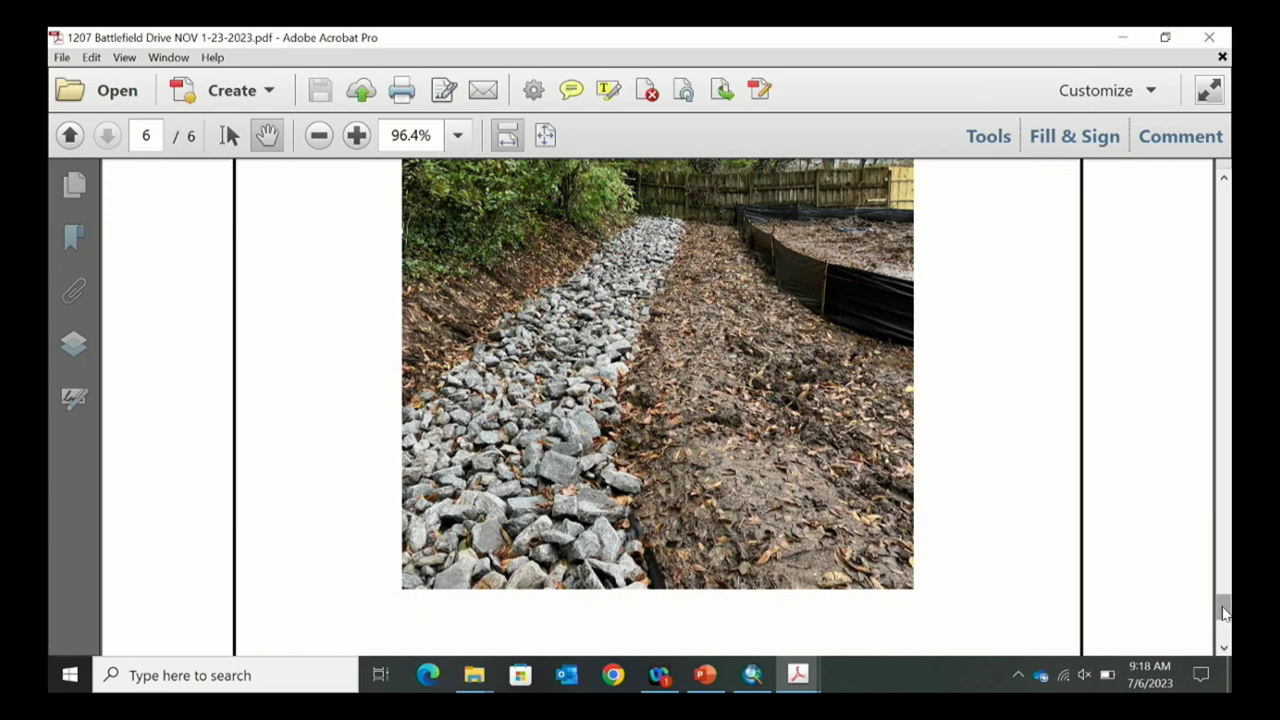 1207 Battlefield Drive NOV 1-23-2023.pdf - Adobe Acrobat Pro
File Edit View Window Help
Open Create Customize
6 / 6 96.4% Tools Fill & Sign Comment
Type here to search
9:18 AM
7/6/2023